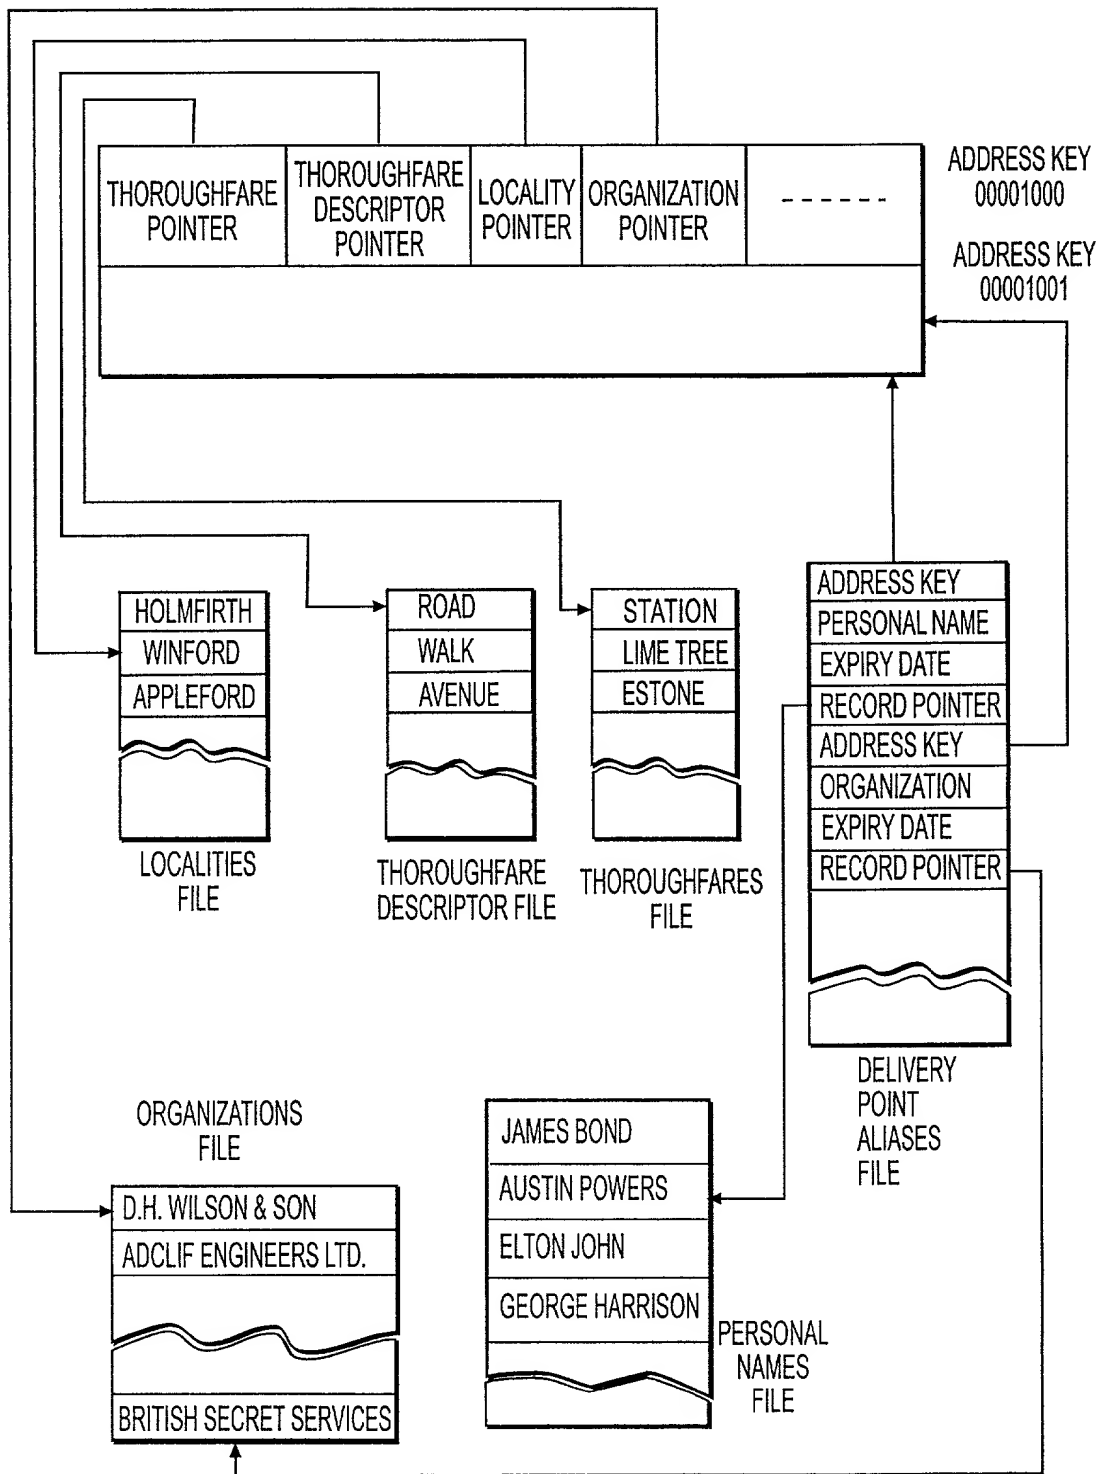 THOROUGHFARE
POINTER
THOROUGHFARE
DESCRIPTOR
POINTER
LOCALITY
POINTER
ORGANIZATION
POINTER
-------
ADDRESS KEY
00001000
ADDRESS KEY
00001001
HOLMFIRTH
WINFORD
APPLEFORD
LOCALITIES
FILE
ROAD
WALK
AVENUE
THOROUGHFARE
DESCRIPTOR FILE
STATION
LIME TREE
ESTONE
THOROUGHFARES
FILE
ADDRESS KEY
PERSONAL NAME
EXPIRY DATE
RECORD POINTER
ADDRESS KEY
ORGANIZATION
EXPIRY DATE
RECORD POINTER
DELIVERY
POINT
ALIASES
FILE
ORGANIZATIONS
FILE
D.H. WILSON & SON
ADCLIF ENGINEERS LTD.
BRITISH SECRET SERVICES
JAMES BOND
AUSTIN POWERS
ELTON JOHN
GEORGE HARRISON
PERSONAL
NAMES
FILE